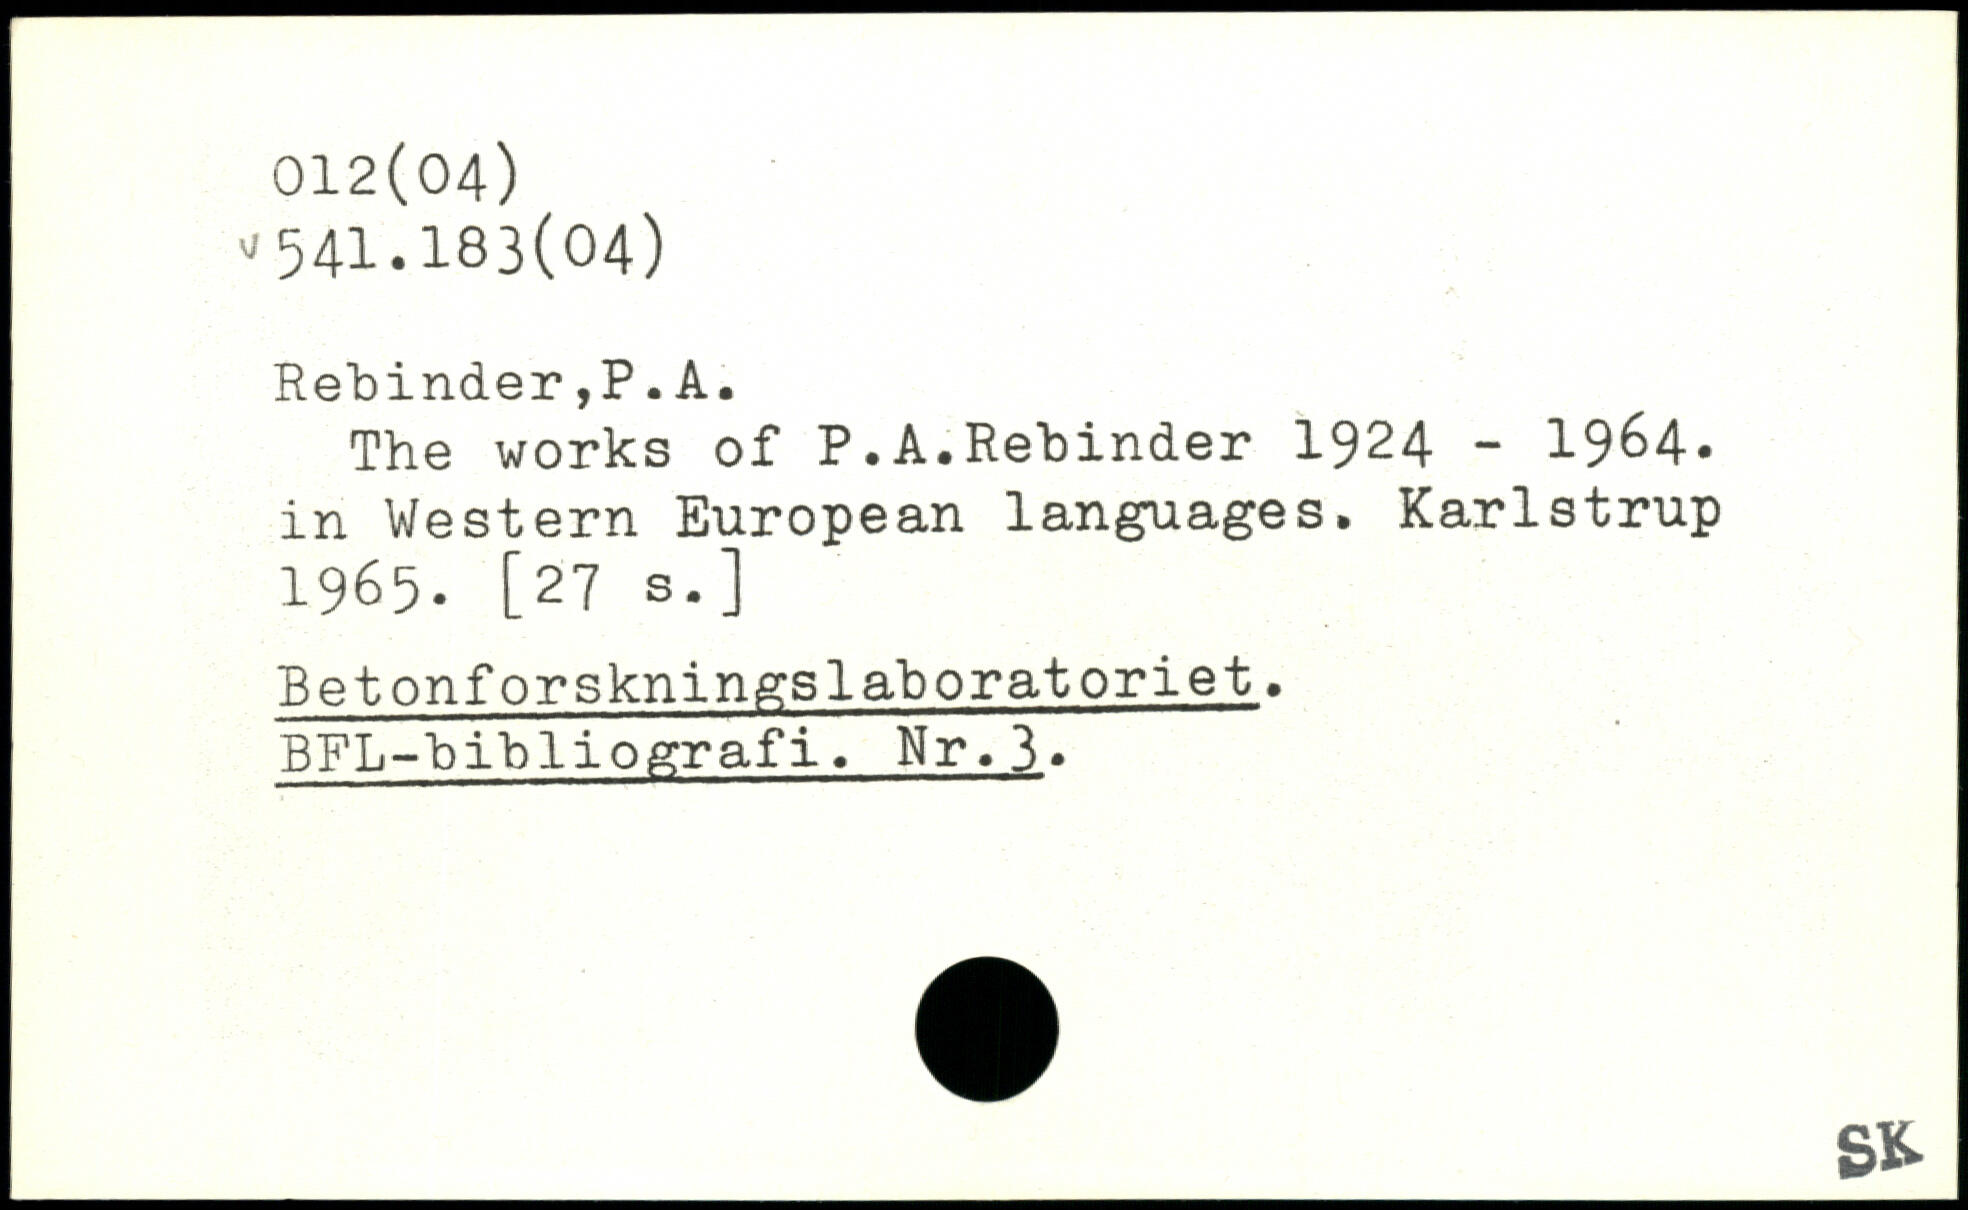 012(04)
v 541.183(04)
Rebinder,P.A.
The works of P.A.Rebinder 1924 - 1964.
in Western European languages. Karlstrup
1965. [27 s.]
Betonforskningslaboratoriet.
BFL-bibliografi. Nr.3.
SK